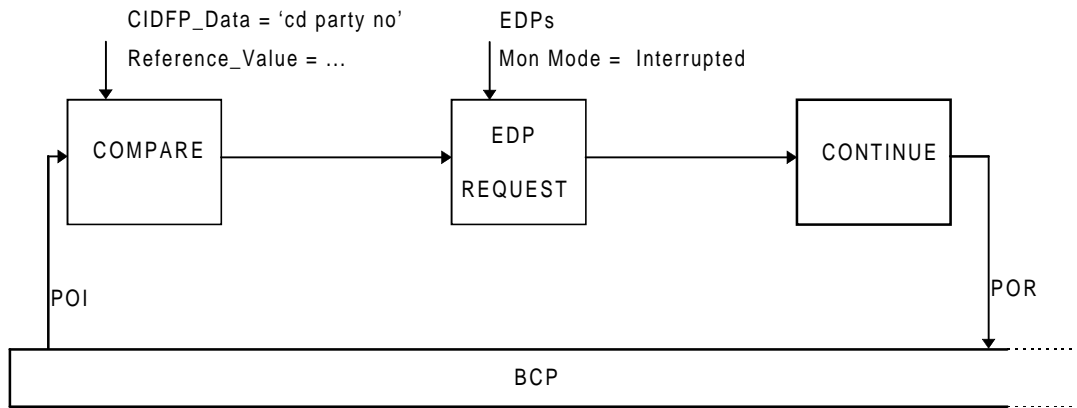 CIDFP_Data = ‘cd party no’
Reference_Value = ...
EDPs
Mon Mode = Interrupted
COMPARE
EDP
REQUEST
CONTINUE
POI
POR
BCP